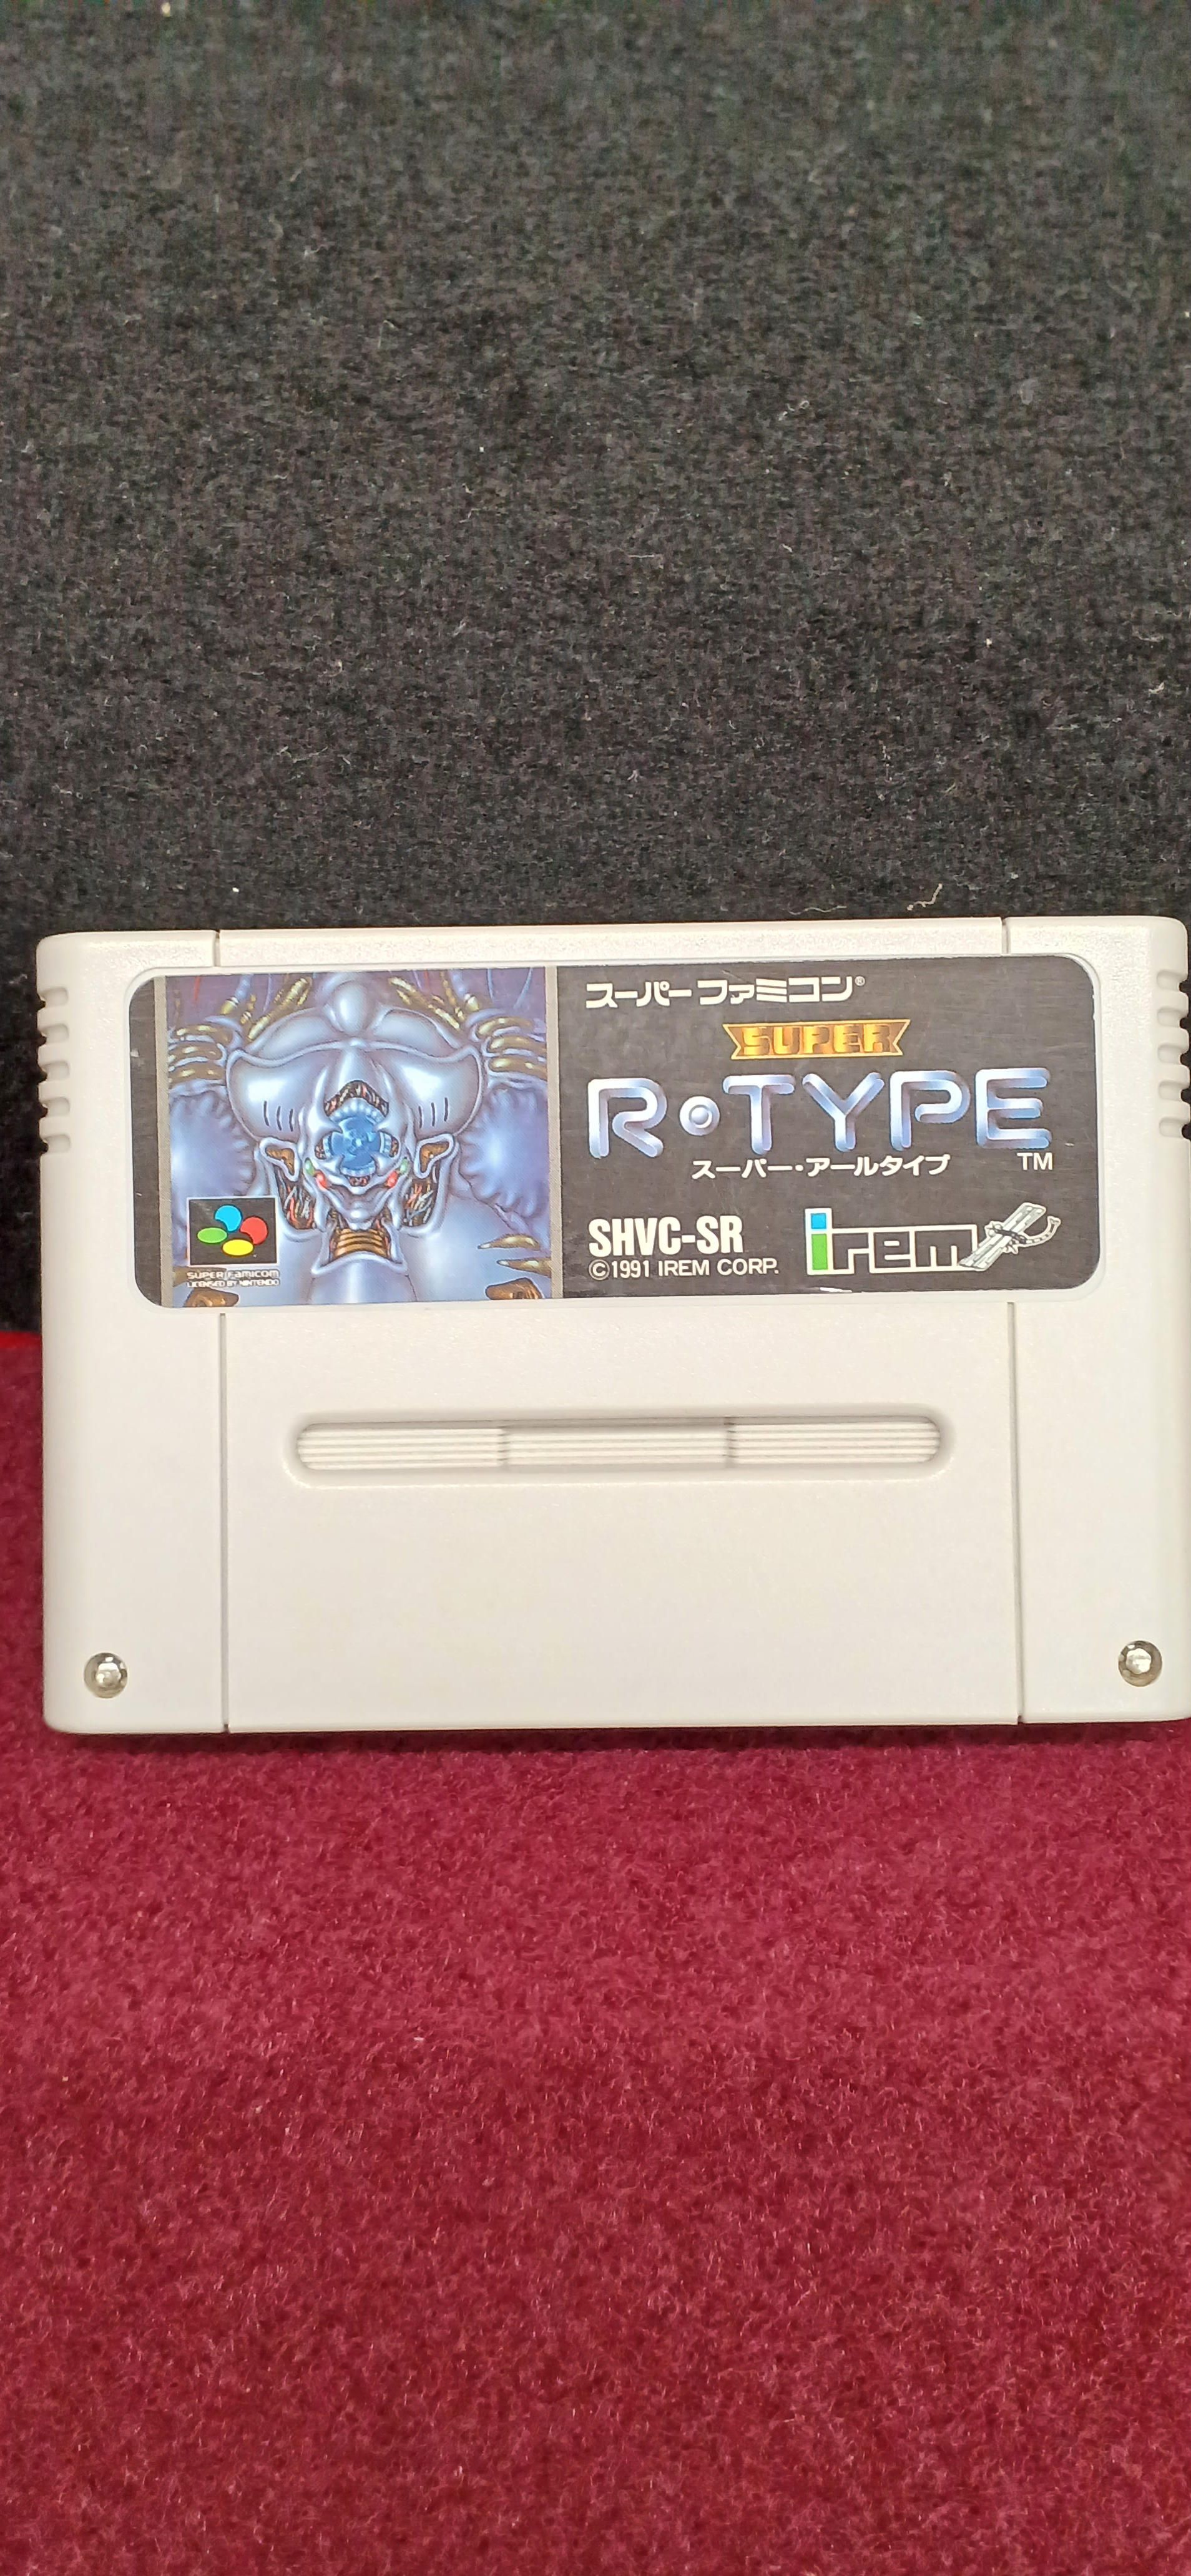 スーパーファミコン®
SUPER
R・TYPE
スーパー・アールタイプ TM
SHVC-SR
©1991 IREM CORP.
irem
SUPER FAMICOM
LICENSED BY NINTENDO